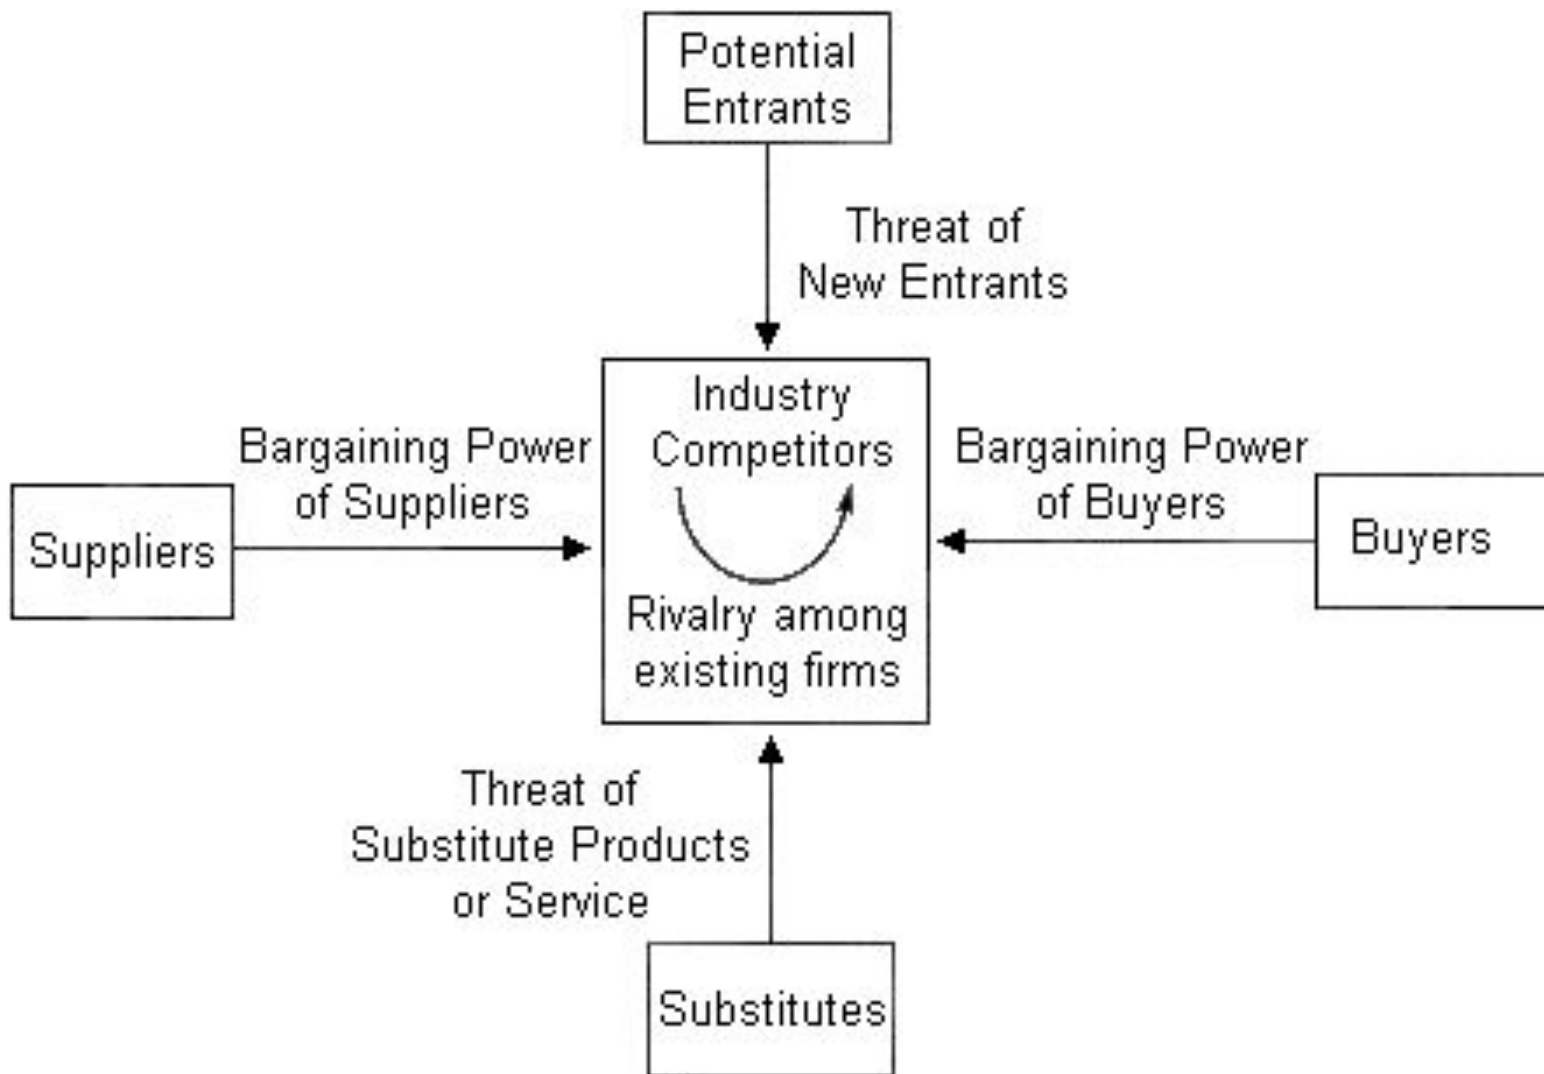 Potential
Entrants
Threat of
New Entrants
Industry
Competitors
Rivalry among
existing firms
Bargaining Power
of Suppliers
Suppliers
Bargaining Power
of Buyers
Buyers
Threat of
Substitute Products
or Service
Substitutes